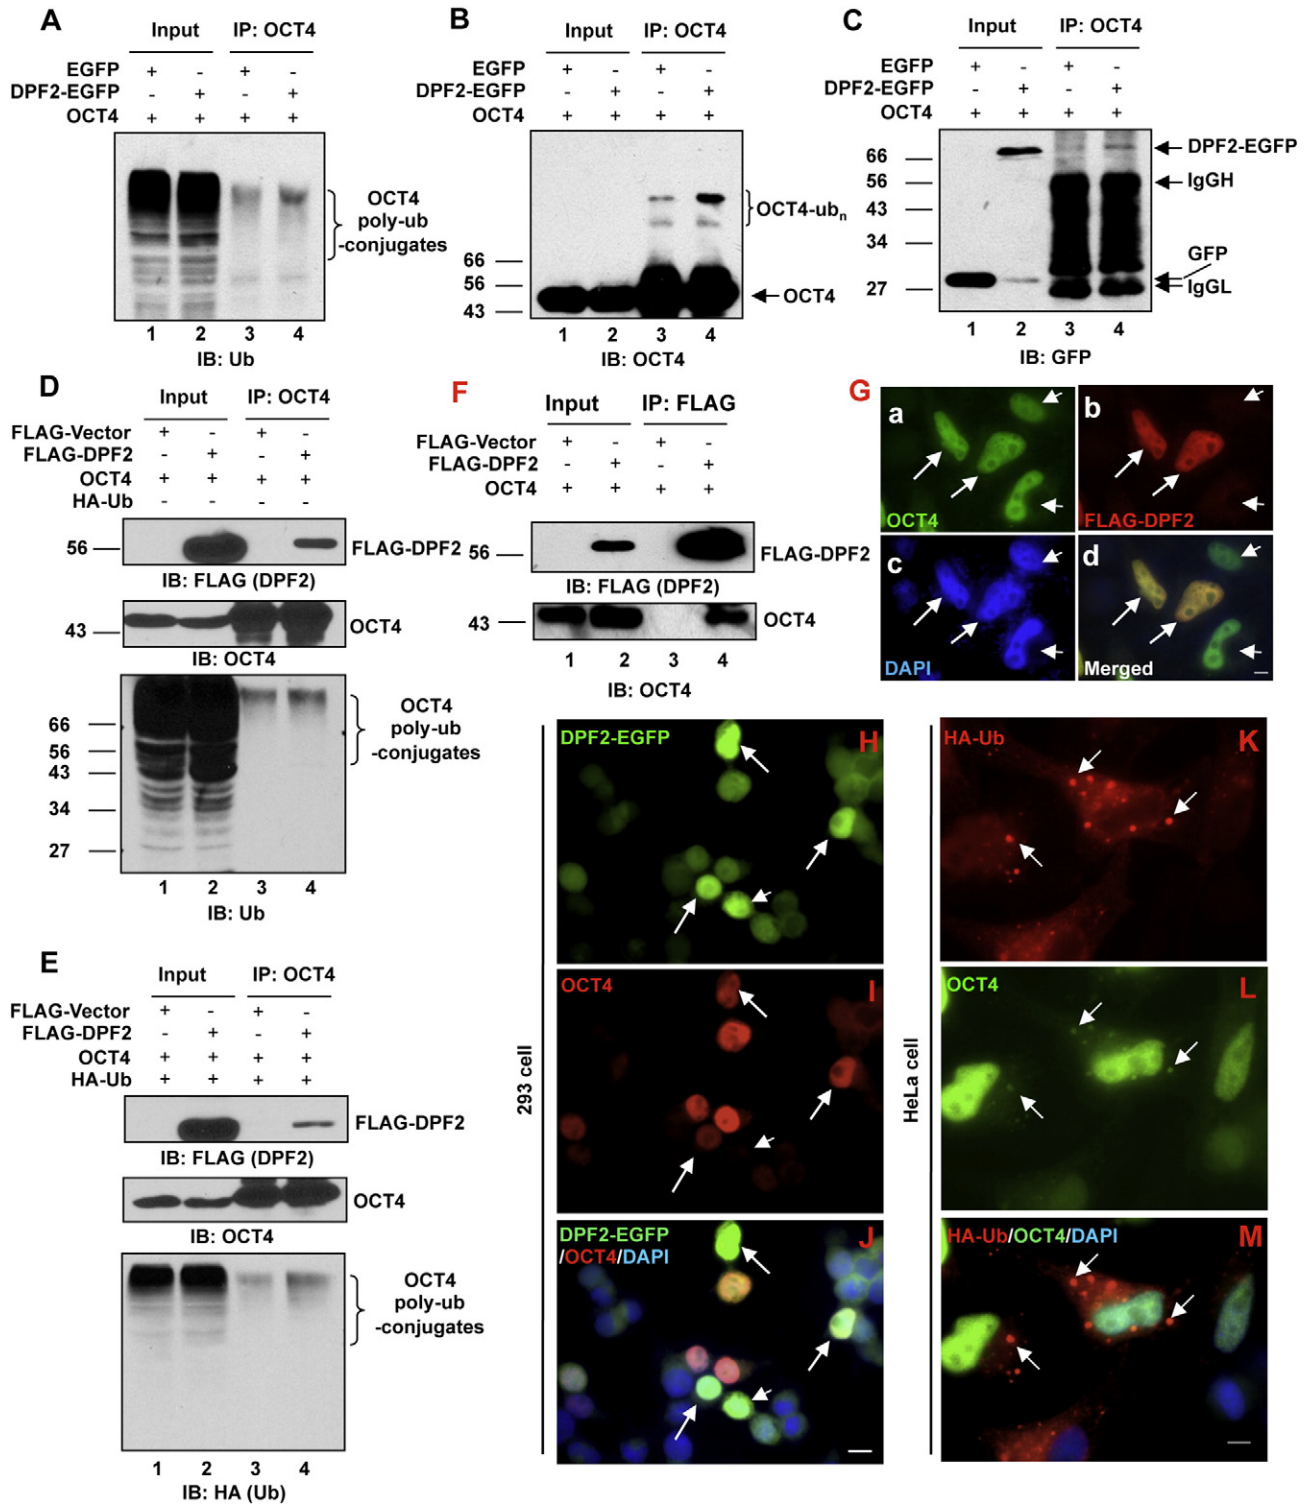 A
Input IP: OCT4
EGFP + - + -
DPF2-EGFP - + - +
OCT4 + + + +
OCT4
poly-ub
-conjugates
1 2 3 4
IB: Ub
B
Input IP: OCT4
EGFP + - + -
DPF2-EGFP - + - +
OCT4 + + + +
OCT4-ubn
66
56
43
OCT4
1 2 3 4
IB: OCT4
C
Input IP: OCT4
EGFP + - + -
DPF2-EGFP - + - +
OCT4 + + + +
66
56
43
34
27
DPF2-EGFP
IgGH
GFP
IgGL
1 2 3 4
IB: GFP
D
Input IP: OCT4
FLAG-Vector + - + -
FLAG-DPF2 - + - +
OCT4 + + + +
HA-Ub - - - -
56 FLAG-DPF2
IB: FLAG (DPF2)
43 OCT4
IB: OCT4
66
56
43
34
27
OCT4
poly-ub
-conjugates
1 2 3 4
IB: Ub
E
Input IP: OCT4
FLAG-Vector + - + -
FLAG-DPF2 - + - +
OCT4 + + + +
HA-Ub + + + +
FLAG-DPF2
IB: FLAG (DPF2)
OCT4
IB: OCT4
OCT4
poly-ub
-conjugates
1 2 3 4
IB: HA (Ub)
F
Input IP: FLAG
FLAG-Vector + - + -
FLAG-DPF2 - + - +
OCT4 + + + +
56 FLAG-DPF2
IB: FLAG (DPF2)
43 OCT4
1 2 3 4
IB: OCT4
G
a
OCT4
b
FLAG-DPF2
c
DAPI
d
Merged
293 cell
DPF2-EGFP H
OCT4 I
DPF2-EGFP J
/OCT4/DAPI
HeLa cell
HA-Ub K
OCT4 L
HA-Ub/OCT4/DAPI M